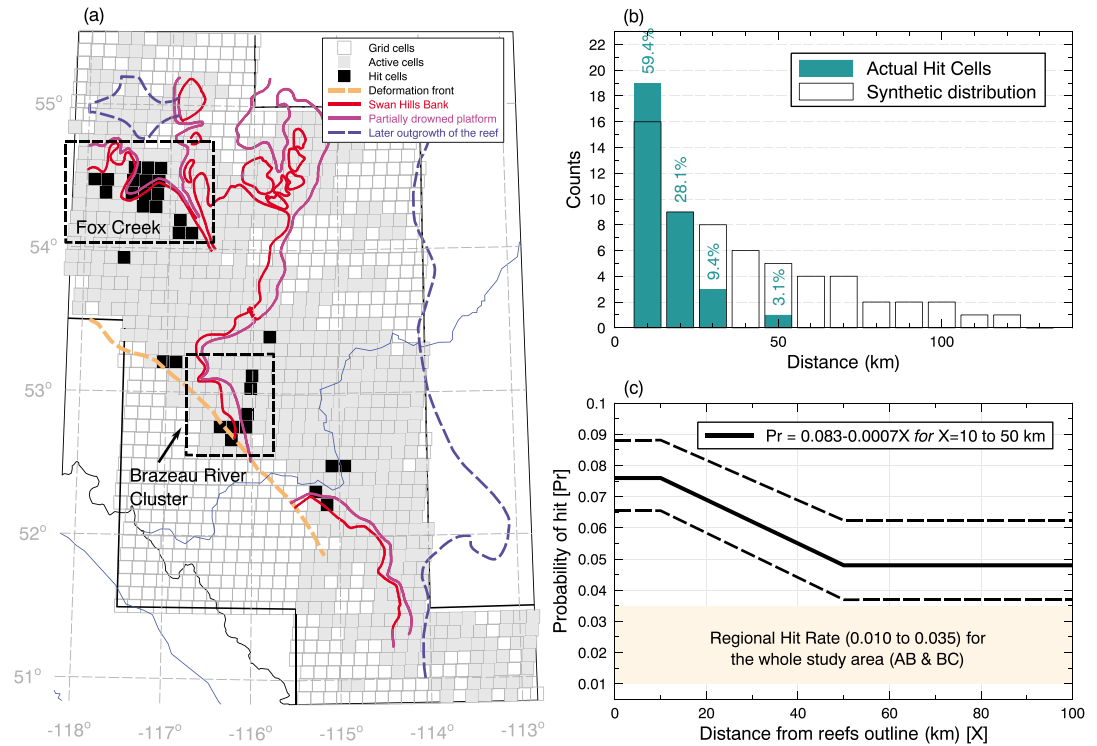 (a)
Grid cells
Active cells
Hit cells
Deformation front
Swan Hills Bank
Partially drowned platform
Later outgrowth of the reef
55°
54°
53°
52°
51°
Fox Creek
Brazeau River
Cluster
-118° -117° -116° -115° -114° -113°
(b)
Counts
22
20
18
16
14
12
10
8
6
4
2
0
59.4%
28.1%
9.4%
3.1%
Actual Hit Cells
Synthetic distribution
50 100
Distance (km)
(c)
Probability of hit [Pr]
0.1
0.09
0.08
0.07
0.06
0.05
0.04
0.03
0.02
0.01
Pr = 0.083-0.0007X for X=10 to 50 km
Regional Hit Rate (0.010 to 0.035) for
the whole study area (AB & BC)
0 20 40 60 80 100
Distance from reefs outline (km) [X]